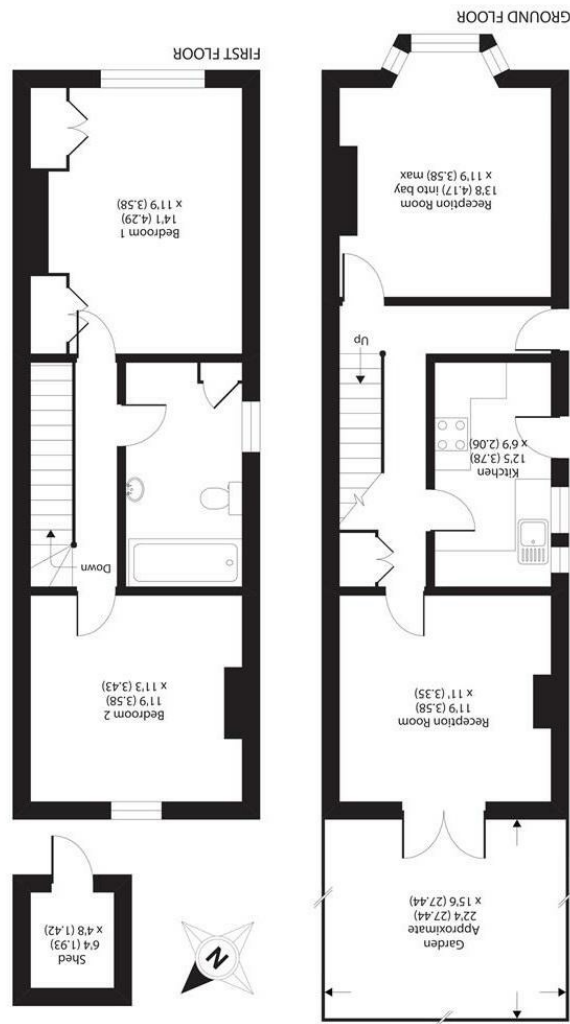 GROUND FLOOR
Reception Room
13'8 (4.17) into bay
x 11'9 (3.58) max
Up
Kitchen
12'5 (3.78)
x 6'9 (2.06)
Reception Room
11'9 (3.58)
x 11' (3.35)
Garden
Approximate
22'4 (27.44)
x 15'6 (27.44)
FIRST FLOOR
Bedroom 1
14'1 (4.29)
x 11'9 (3.58)
Down
Bedroom 2
11'9 (3.58)
x 11'3 (3.43)
Shed
6'4 (1.93)
x 4'8 (1.42)
N